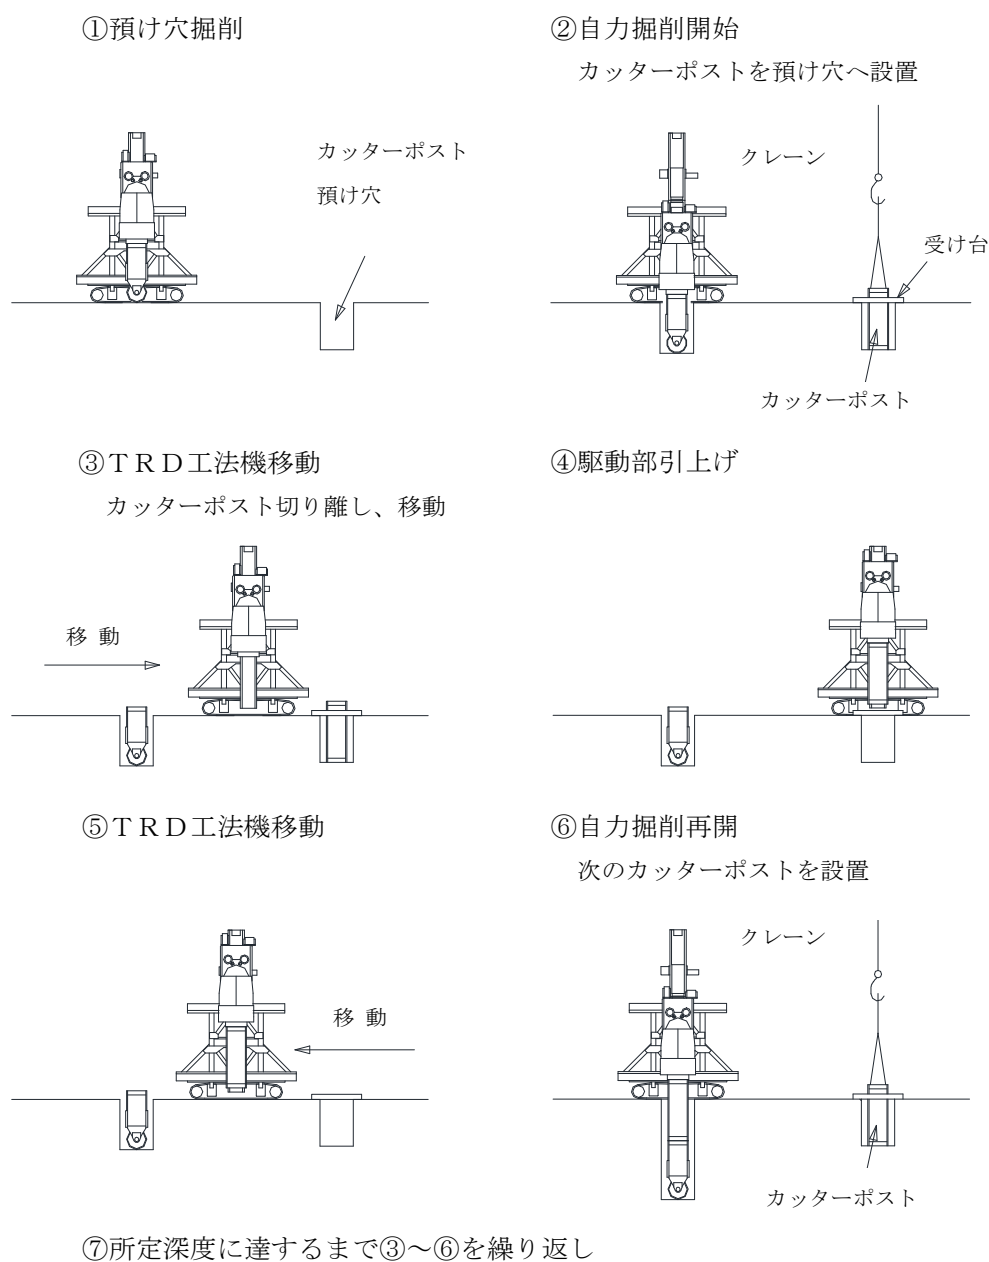 ①預け穴掘削
カッターポスト
預け穴
②自力掘削開始
カッターポストを預け穴へ設置
クレーン
受け台
カッターポスト
③ＴＲＤ工法機移動
カッターポスト切り離し、移動
移 動
④駆動部引上げ
⑤ＴＲＤ工法機移動
移 動
⑥自力掘削再開
次のカッターポストを設置
クレーン
カッターポスト
⑦所定深度に達するまで③～⑥を繰り返し